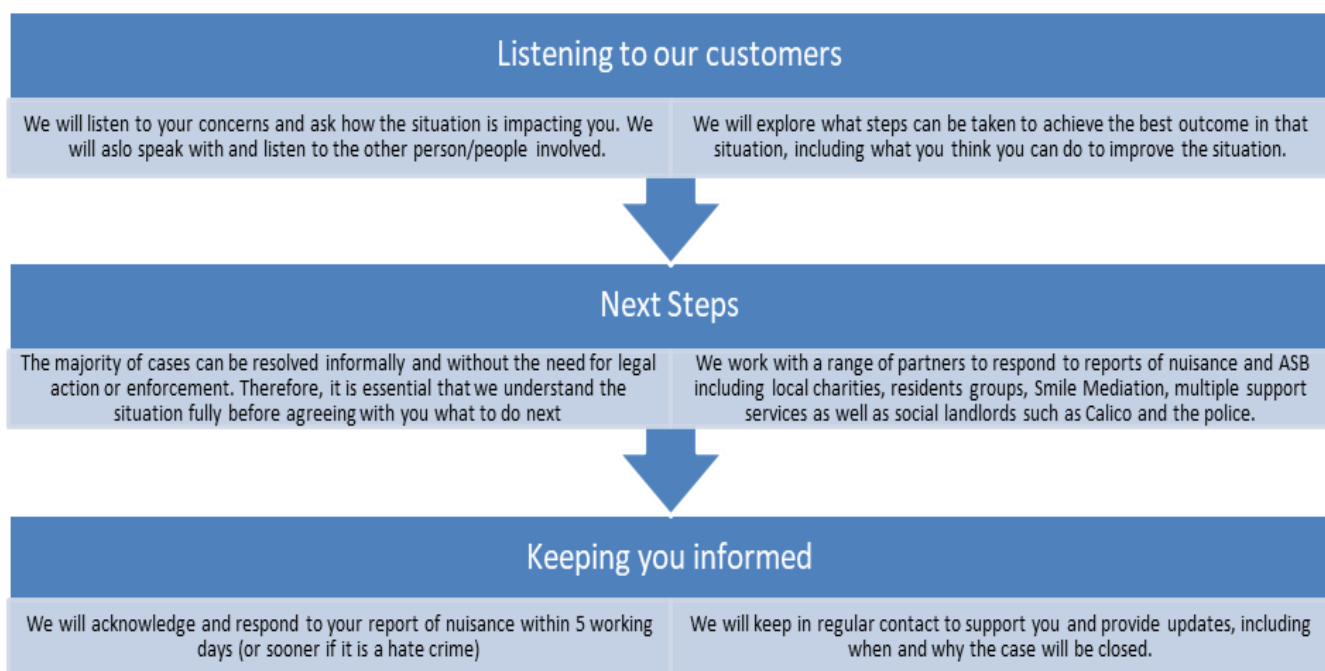 Listening to our customers
We will listen to your concerns and ask how the situation is impacting you. We
will aslo speak with and listen to the other person/people involved.
We will explore what steps can be taken to achieve the best outcome in that
situation, including what you think you can do to improve the situation.
Next Steps
The majority of cases can be resolved informally and without the need for legal
action or enforcement. Therefore, it is essential that we understand the
situation fully before agreeing with you what to do next
We work with a range of partners to respond to reports of nuisance and ASB
including local charities, residents groups, Smile Mediation, multiple support
services as well as social landlords such as Calico and the police.
Keeping you informed
We will acknowledge and respond to your report of nuisance within 5 working
days (or sooner if it is a hate crime)
We will keep in regular contact to support you and provide updates, including
when and why the case will be closed.